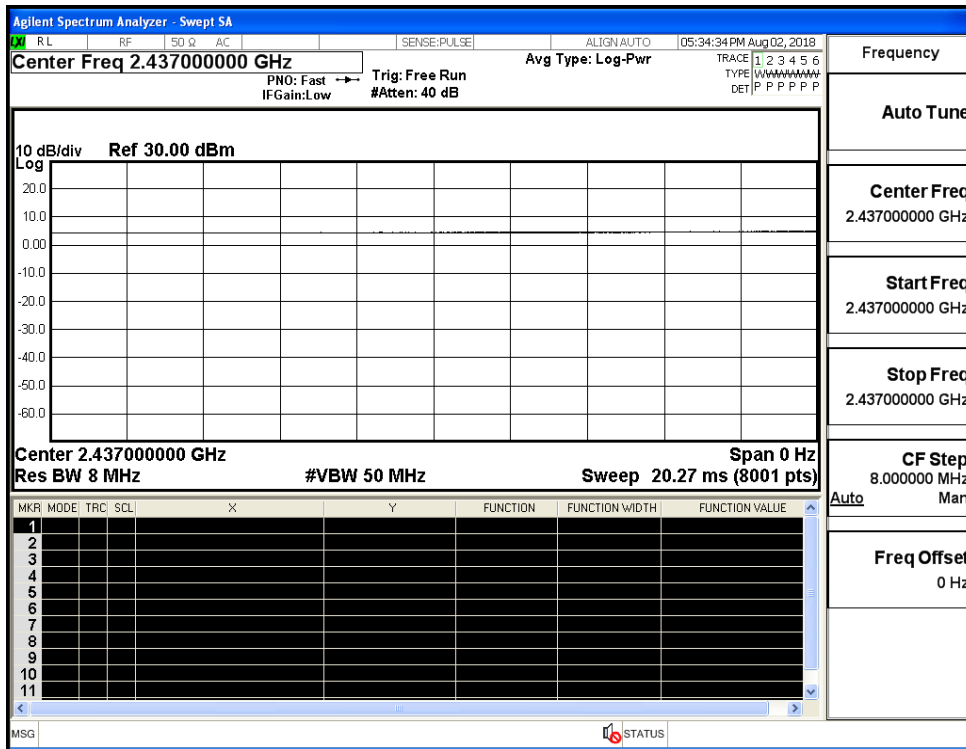 Agilent Spectrum Analyzer - Swept SA
LXI RL RF 50 Ω AC SENSE:PULSE ALIGN AUTO 05:34:34 PM Aug 02, 2018
Center Freq 2.437000000 GHz
PNO: Fast
IFGain:Low
Trig: Free Run
#Atten: 40 dB
Avg Type: Log-Pwr
TRACE 1 2 3 4 5 6
TYPE WWWWWW
DET P P P P P P
10 dB/div Ref 30.00 dBm
Log
20.0
10.0
0.00
-10.0
-20.0
-30.0
-40.0
-50.0
-60.0
Center 2.437000000 GHz Span 0 Hz
Res BW 8 MHz #VBW 50 MHz Sweep 20.27 ms (8001 pts)
MKR MODE TRC SCL X Y FUNCTION FUNCTION WIDTH FUNCTION VALUE
1
2
3
4
5
6
7
8
9
10
11
MSG STATUS
Frequency
Auto Tune
Center Freq
2.437000000 GHz
Start Freq
2.437000000 GHz
Stop Freq
2.437000000 GHz
CF Step
8.000000 MHz
Auto Man
Freq Offset
0 Hz